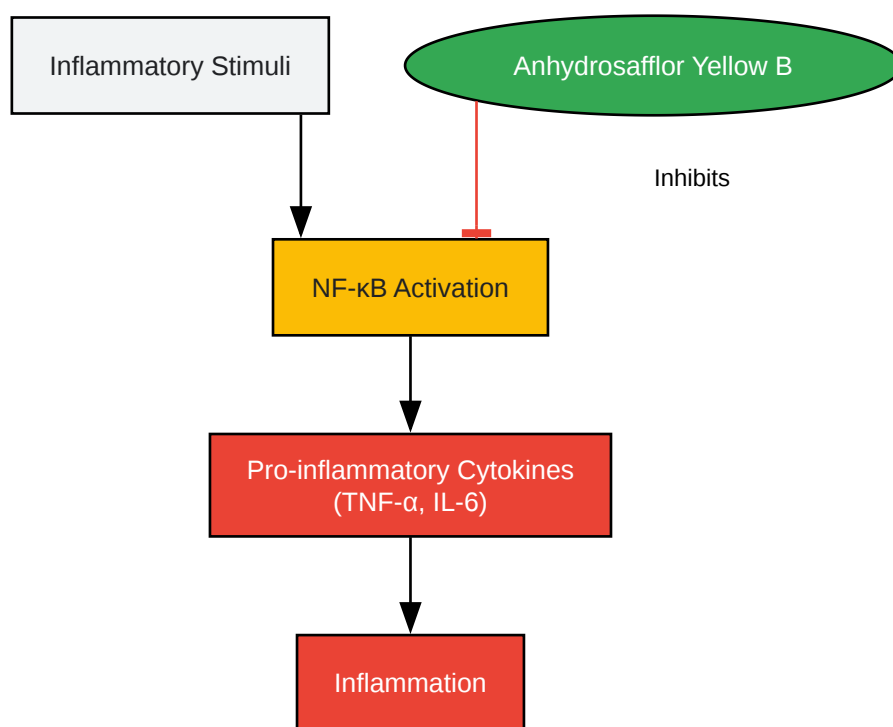 Inflammatory Stimuli
Anhydrosafflor Yellow B
Inhibits
NF-κB Activation
Pro-inflammatory Cytokines
(TNF-α, IL-6)
Inflammation